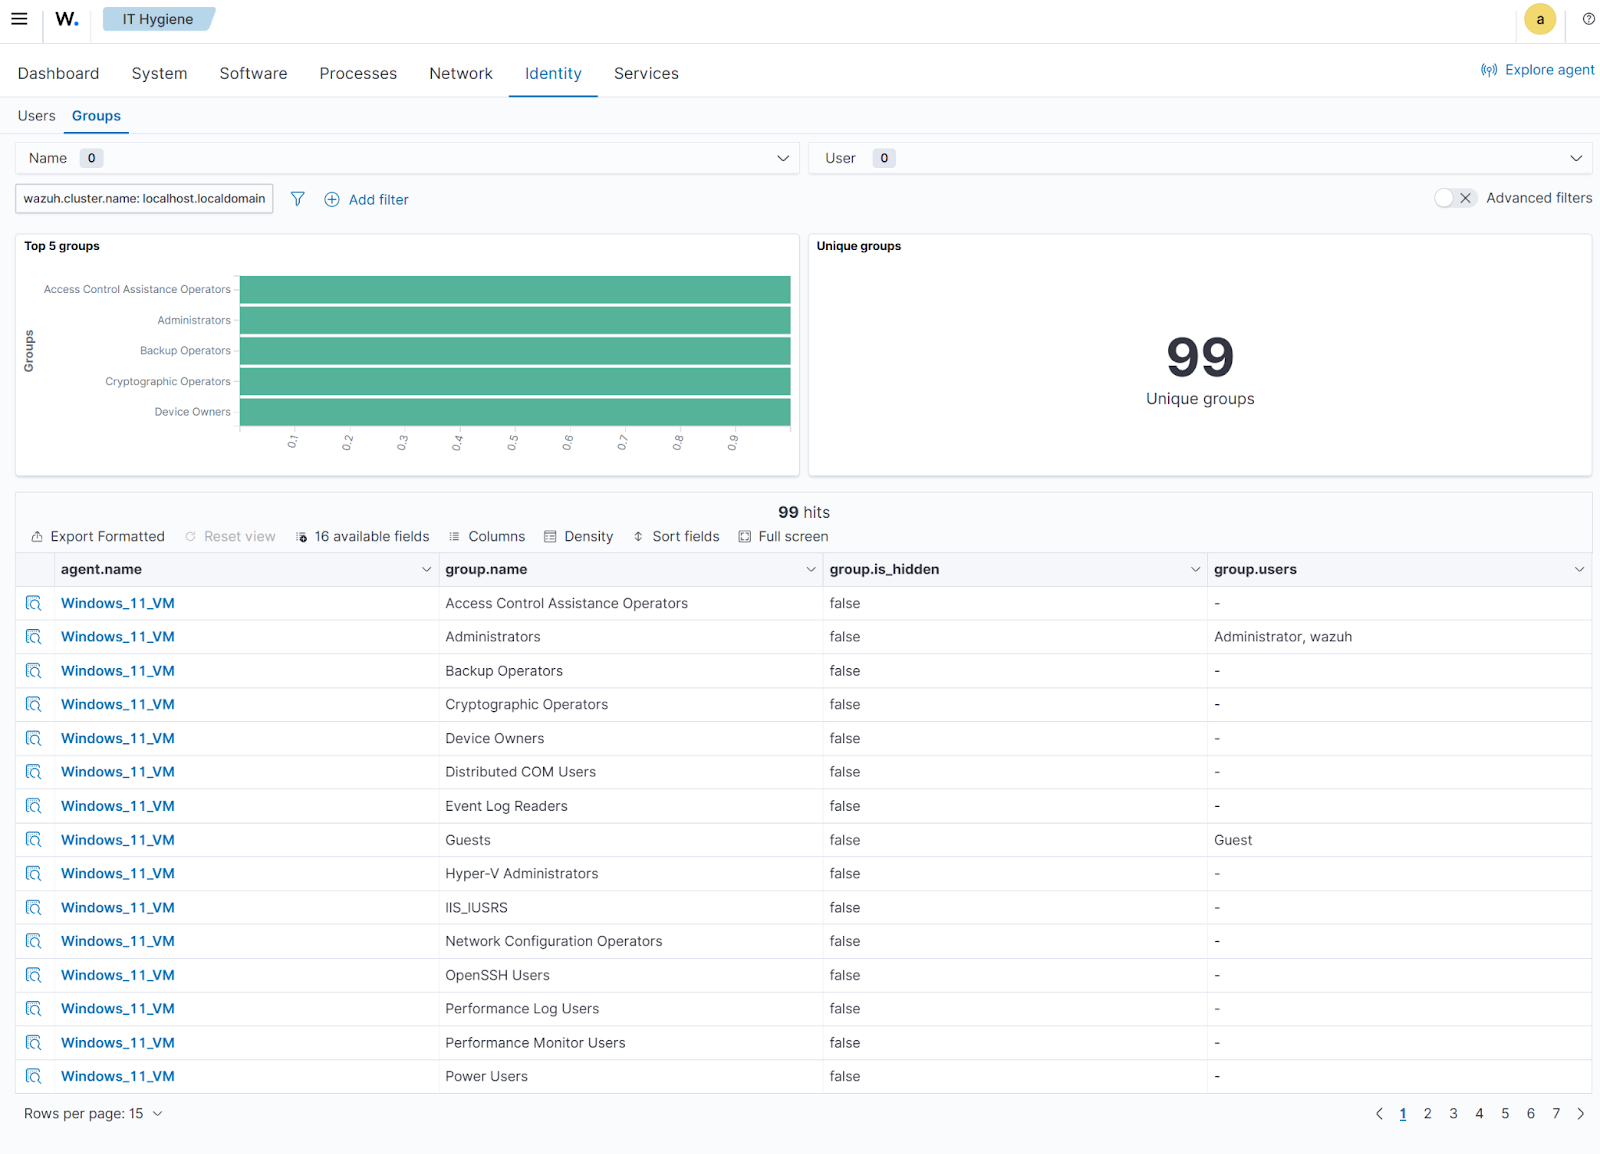 W. IT Hygiene a
Dashboard System Software Processes Network Identity Services Explore agent
Users Groups
Name 0 User 0
wazuh.cluster.name: localhost.localdomain Add filter Advanced filters
Top 5 groups
Groups
Access Control Assistance Operators
Administrators
Backup Operators
Cryptographic Operators
Device Owners
0.1 0.2 0.3 0.4 0.5 0.6 0.7 0.8 0.9
Unique groups
99
Unique groups
99 hits
Export Formatted Reset view 16 available fields Columns Density Sort fields Full screen
agent.name group.name group.is_hidden group.users
Windows_11_VM Access Control Assistance Operators false -
Windows_11_VM Administrators false Administrator, wazuh
Windows_11_VM Backup Operators false -
Windows_11_VM Cryptographic Operators false -
Windows_11_VM Device Owners false -
Windows_11_VM Distributed COM Users false -
Windows_11_VM Event Log Readers false -
Windows_11_VM Guests false Guest
Windows_11_VM Hyper-V Administrators false -
Windows_11_VM IIS_IUSRS false -
Windows_11_VM Network Configuration Operators false -
Windows_11_VM OpenSSH Users false -
Windows_11_VM Performance Log Users false -
Windows_11_VM Performance Monitor Users false -
Windows_11_VM Power Users false -
Rows per page: 15 1 2 3 4 5 6 7